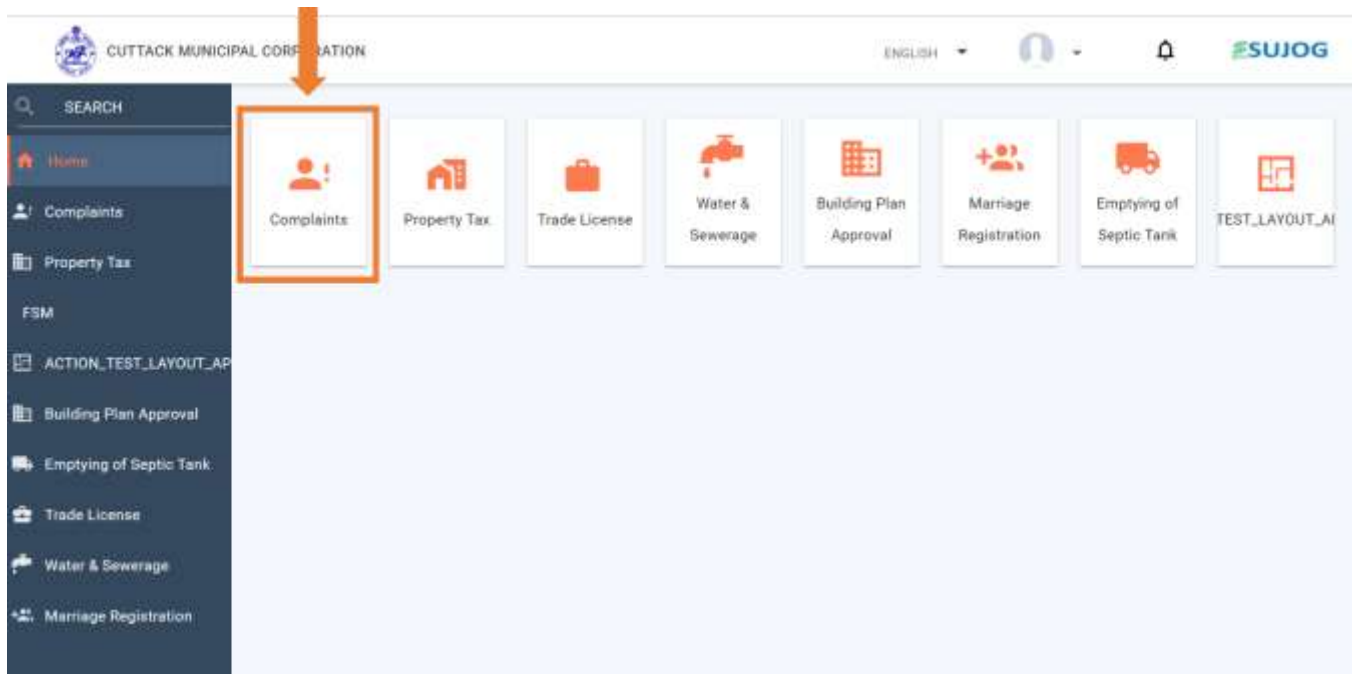 CUTTACK MUNICIPAL CORPORATION
ENGLISH
SUJOG
SEARCH
Home
Complaints
Property Tax
FSM
ACTION_TEST_LAYOUT_AP
Building Plan Approval
Emptying of Septic Tank
Trade License
Water & Sewerage
Marriage Registration
Complaints
Property Tax
Trade License
Water &
Sewerage
Building Plan
Approval
Marriage
Registration
Emptying of
Septic Tank
TEST_LAYOUT_AI